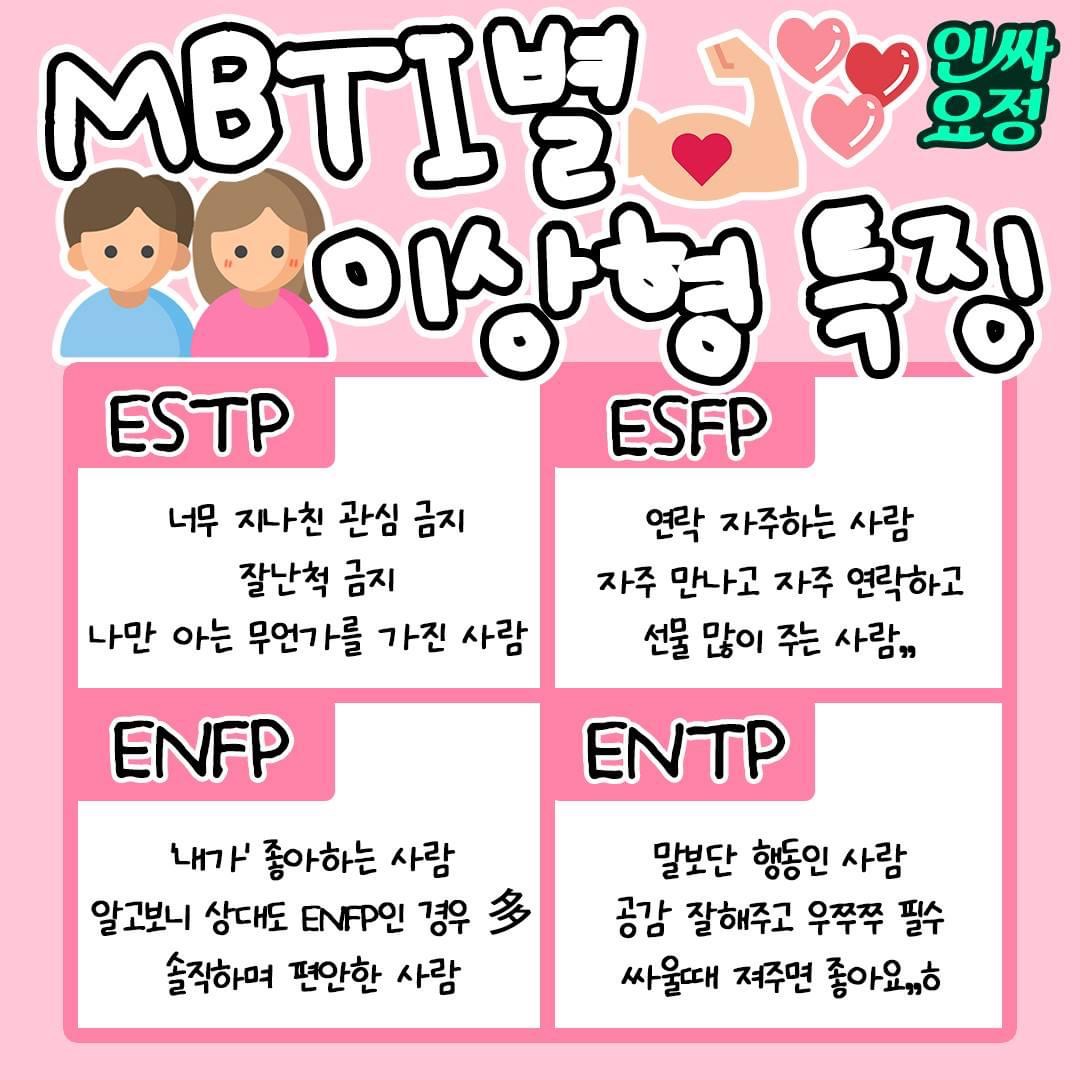 MBTI별
인싸
요정
이상형 특징
ESTP
너무 지나친 관심 금지
잘난척 금지
나만 아는 무언가를 가진 사람
ESFP
연락 자주하는 사람
자주 만나고 자주 연락하고
선물 많이 주는 사람,,
ENFP
'내가' 좋아하는 사람
알고보니 상대도 ENFP인 경우 多
솔직하며 편안한 사람
ENTP
말보단 행동인 사람
공감 잘해주고 우쭈쭈 필수
싸울때 져주면 좋아요,,ㅎ